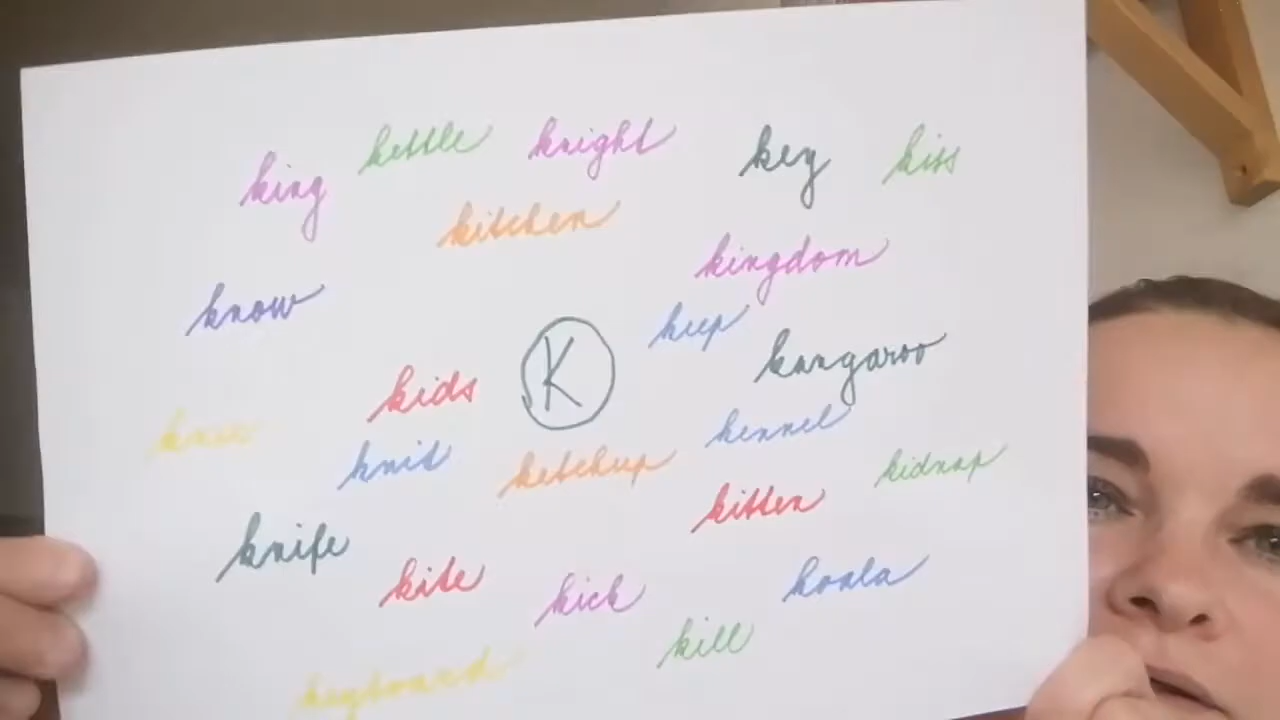 kettle
knight
key
kiss
king
kitchen
kingdom
know
keep
kangaroo
kids
K
knee
kennel
knit
ketchup
kidnap
kitten
knife
kite
kick
koala
kill
keyboard